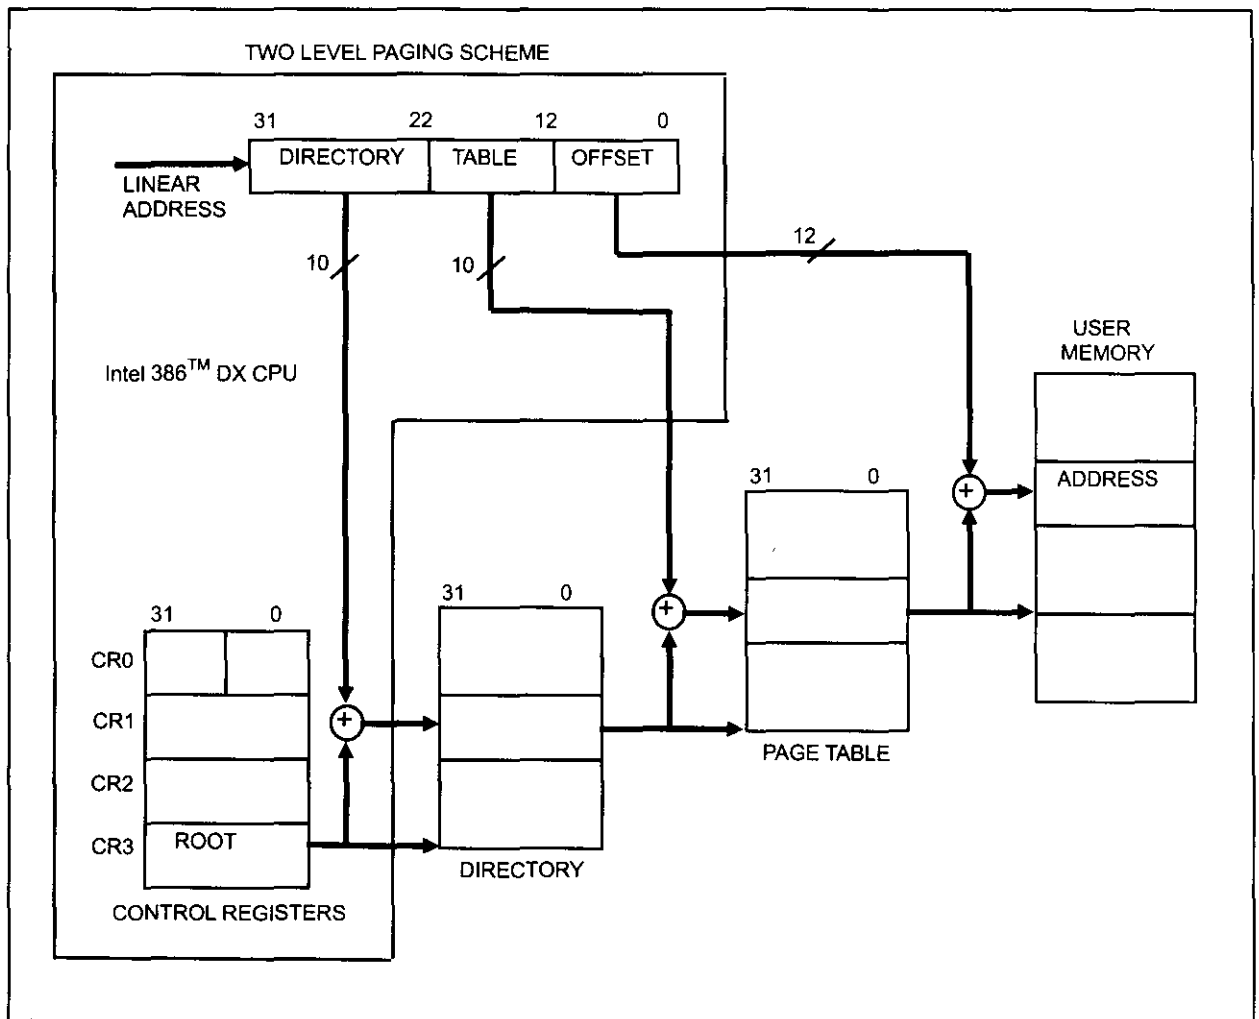 TWO LEVEL PAGING SCHEME
31 22 12 0
DIRECTORY TABLE OFFSET
LINEAR
ADDRESS
12
10 10
USER
MEMORY
Intel 386™ DX CPU
31 0
ADDRESS
+
31 0
+
31 0
CR0
CR1
+
PAGE TABLE
CR2
CR3 ROOT
DIRECTORY
CONTROL REGISTERS